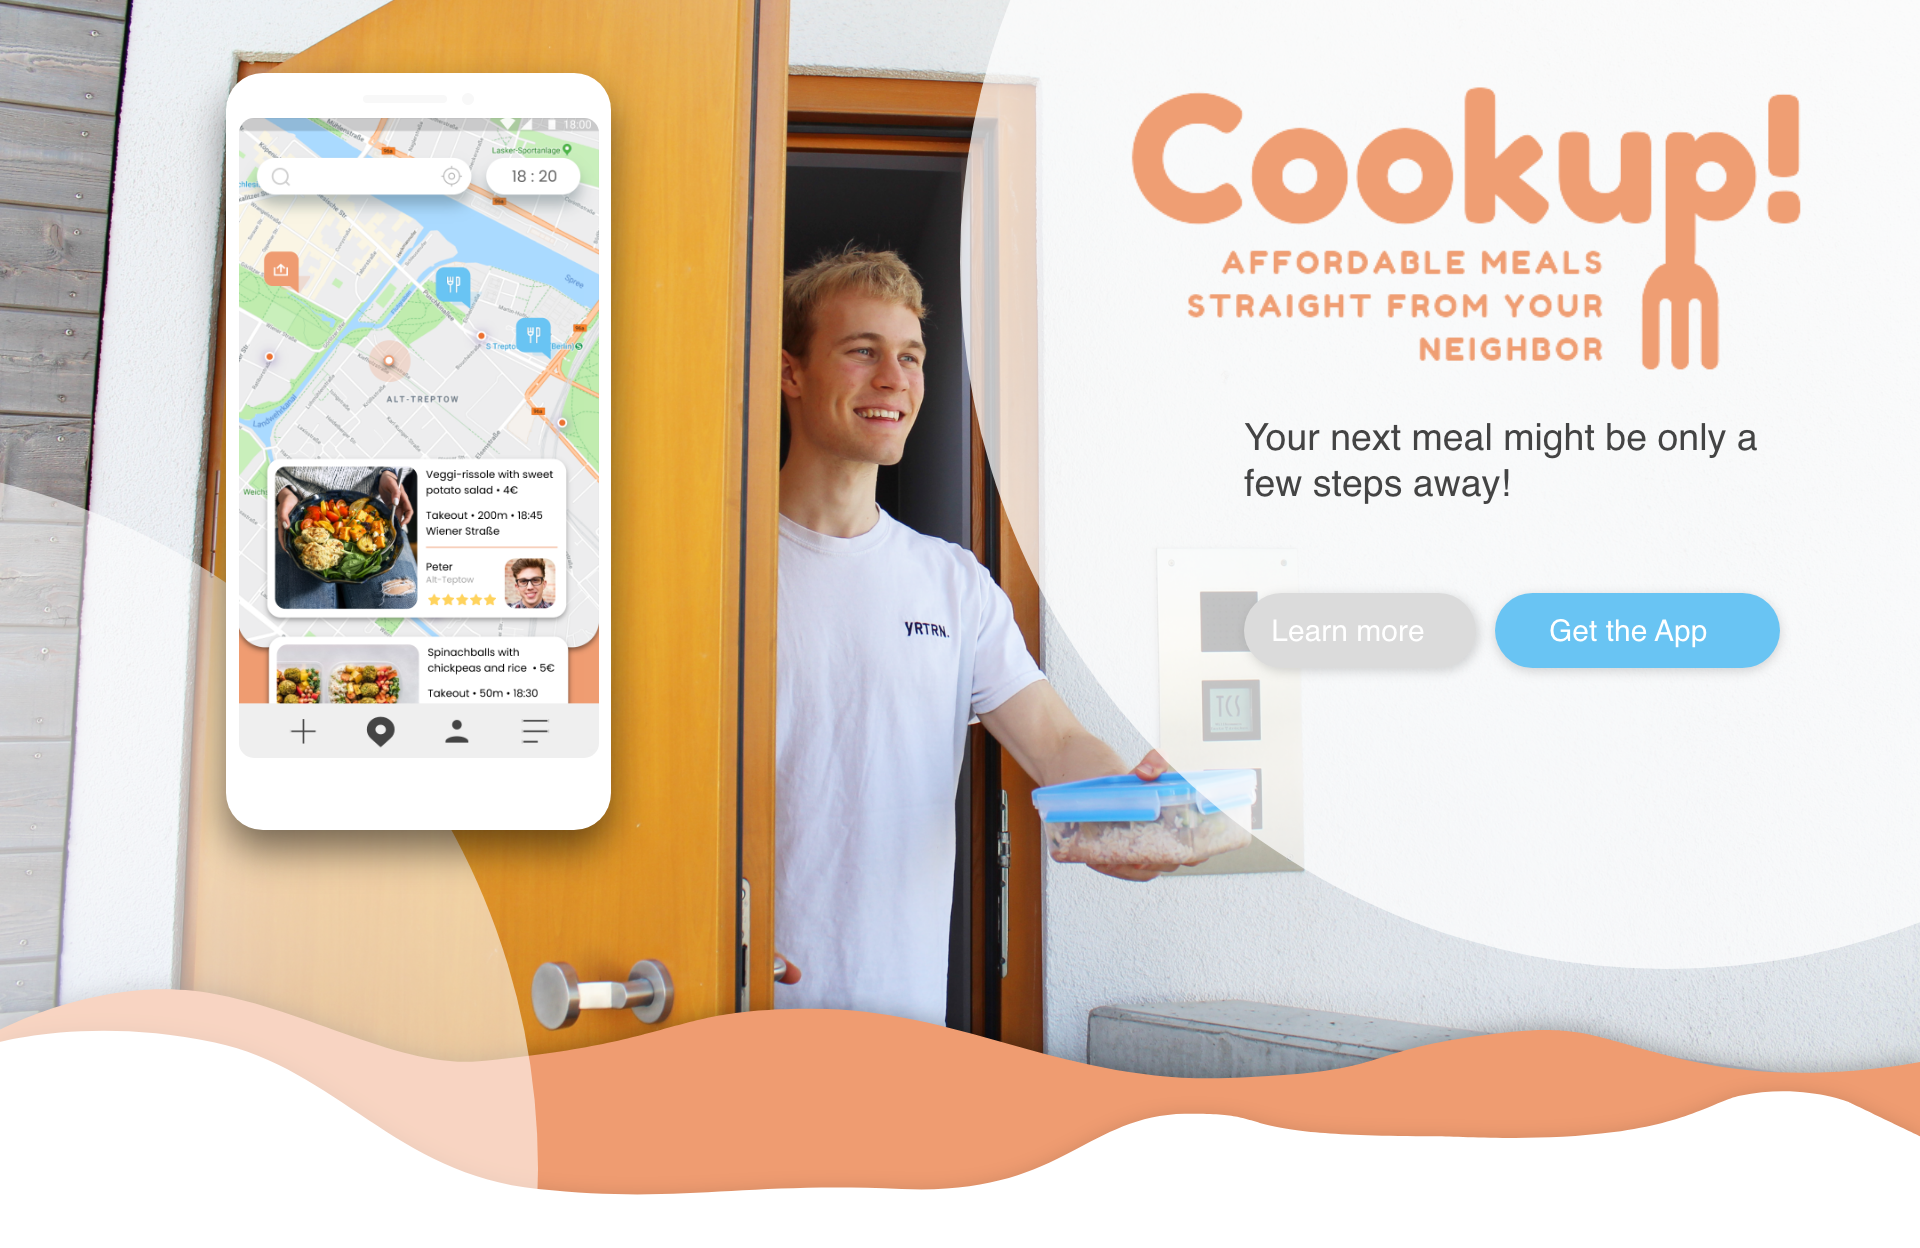 Cookup!
AFFORDABLE MEALS
STRAIGHT FROM YOUR
NEIGHBOR
Your next meal might be only a
few steps away!
Learn more
Get the App
18:00
Lasker-Sportanlage
18 : 20
Spree
ALT-TREPTOW
Landwehrkanal
Veggi-rissole with sweet
potato salad • 4€
Takeout • 200m • 18:45
Wiener Straße
Peter
Alt-Teptow
Spinachballs with
chickpeas and rice • 5€
Takeout • 50m • 18:30
YRTRN.
TCS